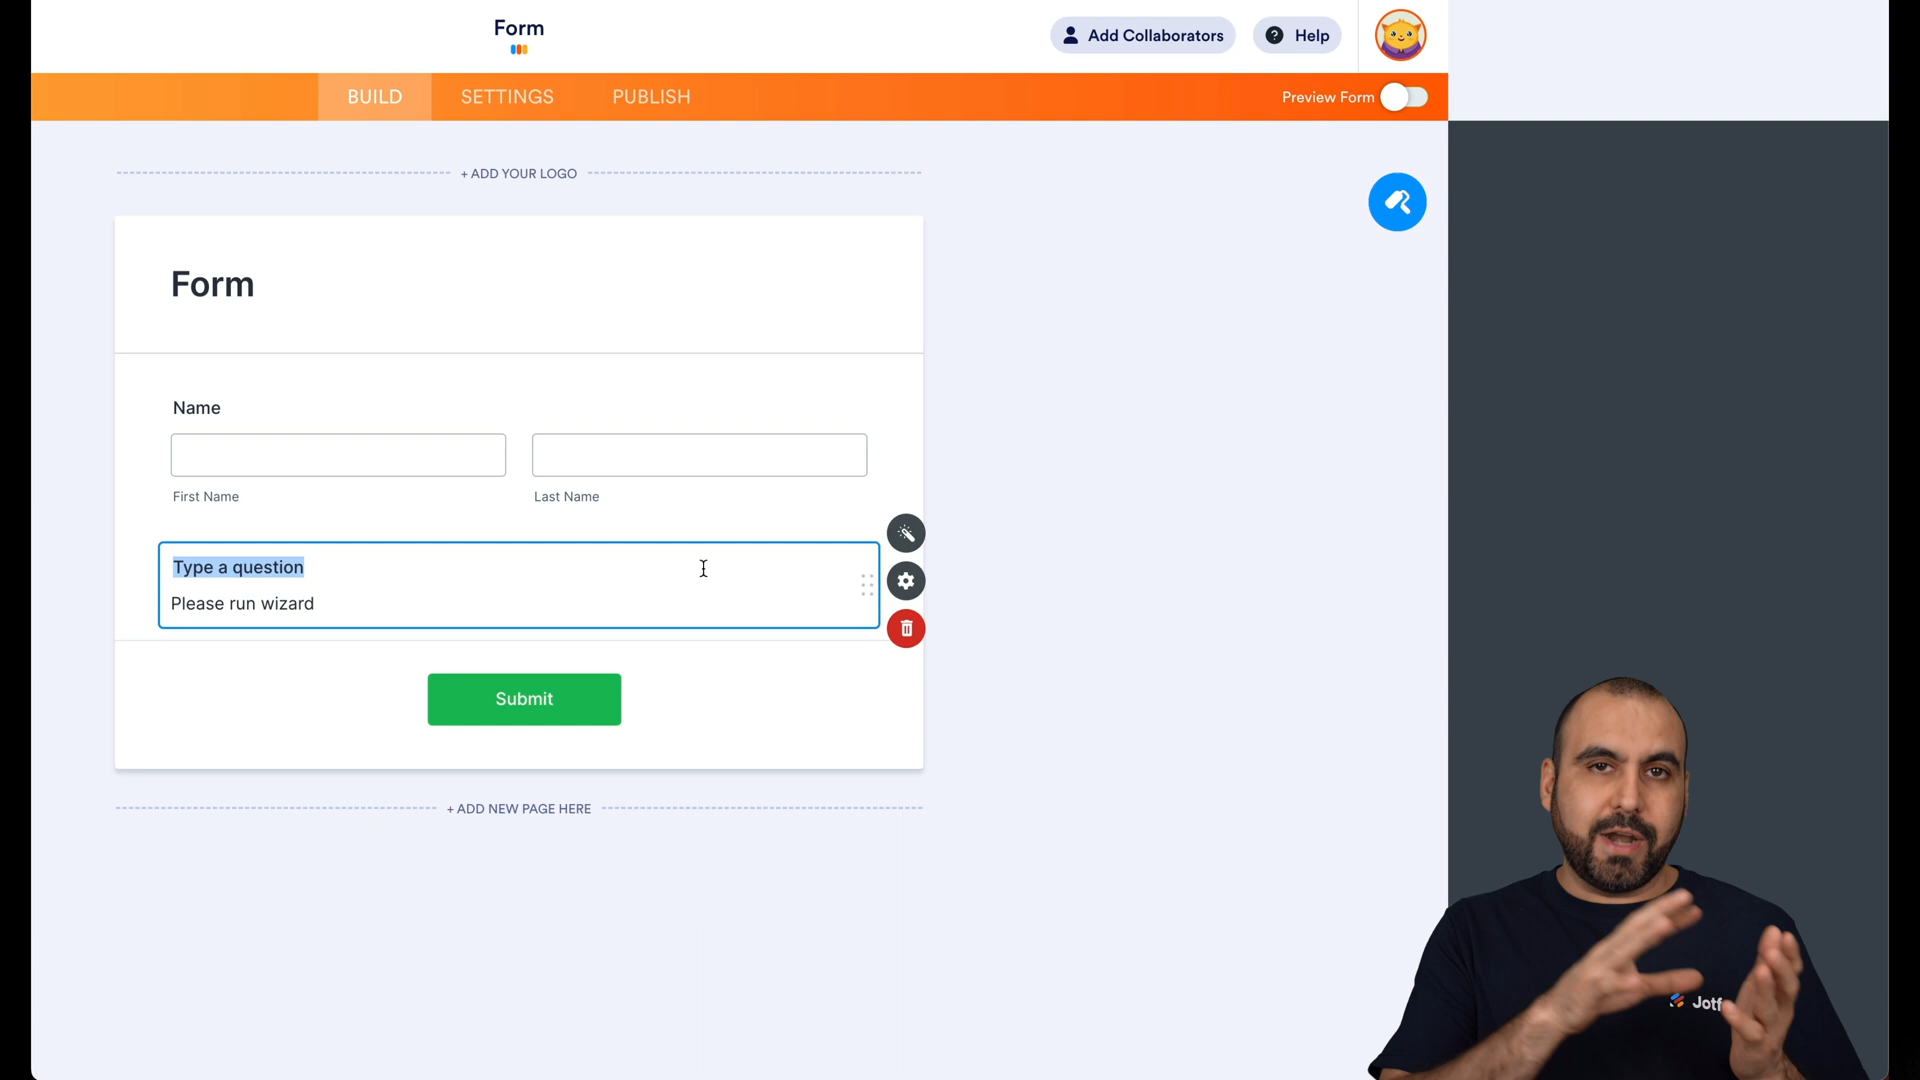 Form
Add Collaborators
? Help
BUILD
SETTINGS
PUBLISH
Preview Form
+ ADD YOUR LOGO
Form
Name
First Name
Last Name
Type a question
Please run wizard
Submit
+ ADD NEW PAGE HERE
Jotf